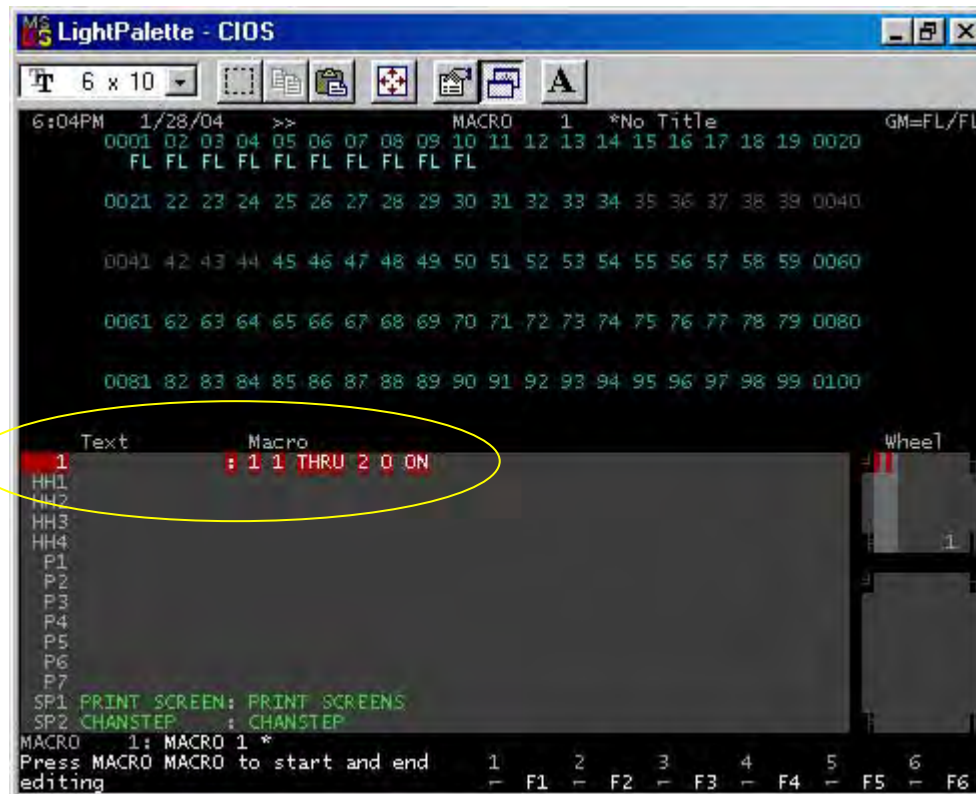 LightPalette - CIOS
6 x 10
6:04PM 1/28/04 >> MACRO 1 *No Title GM=FL/FL
0001 02 03 04 05 06 07 08 09 10 11 12 13 14 15 16 17 18 19 0020
FL FL FL FL FL FL FL FL FL FL
0021 22 23 24 25 26 27 28 29 30 31 32 33 34 35 36 37 38 39 0040
0041 42 43 44 45 46 47 48 49 50 51 52 53 54 55 56 57 58 59 0060
0061 62 63 64 65 66 67 68 69 70 71 72 73 74 75 76 77 78 79 0080
0081 82 83 84 85 86 87 88 89 90 91 92 93 94 95 96 97 98 99 0100
Text Macro Wheel
1 : 1 1 THRU 2 0 ON
HH1
HH2
HH3
HH4 1
P1
P2
P3
P4
P5
P6
P7
SP1 PRINT SCREEN: PRINT SCREENS
SP2 CHANSTEP : CHANSTEP
MACRO 1: MACRO 1 *
Press MACRO MACRO to start and end 1 2 3 4 5 6
editing – F1 – F2 – F3 – F4 – F5 – F6